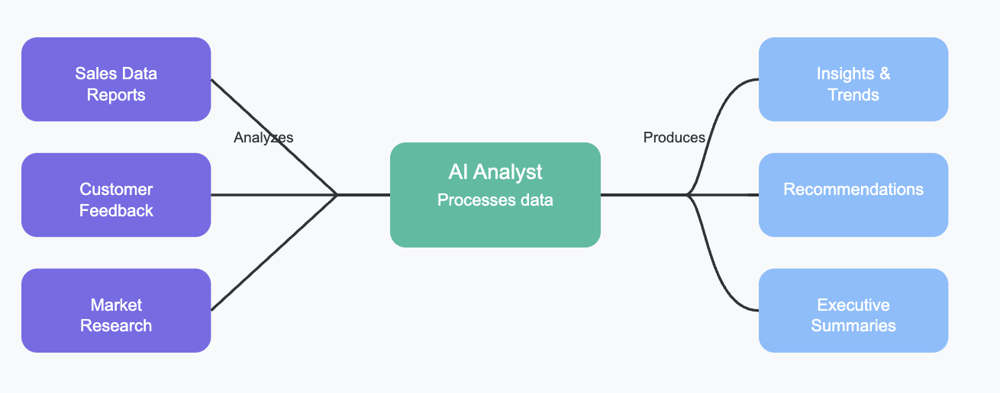 Sales Data
Reports
Customer
Feedback
Market
Research
Analyzes
AI Analyst
Processes data
Produces
Insights &
Trends
Recommendations
Executive
Summaries